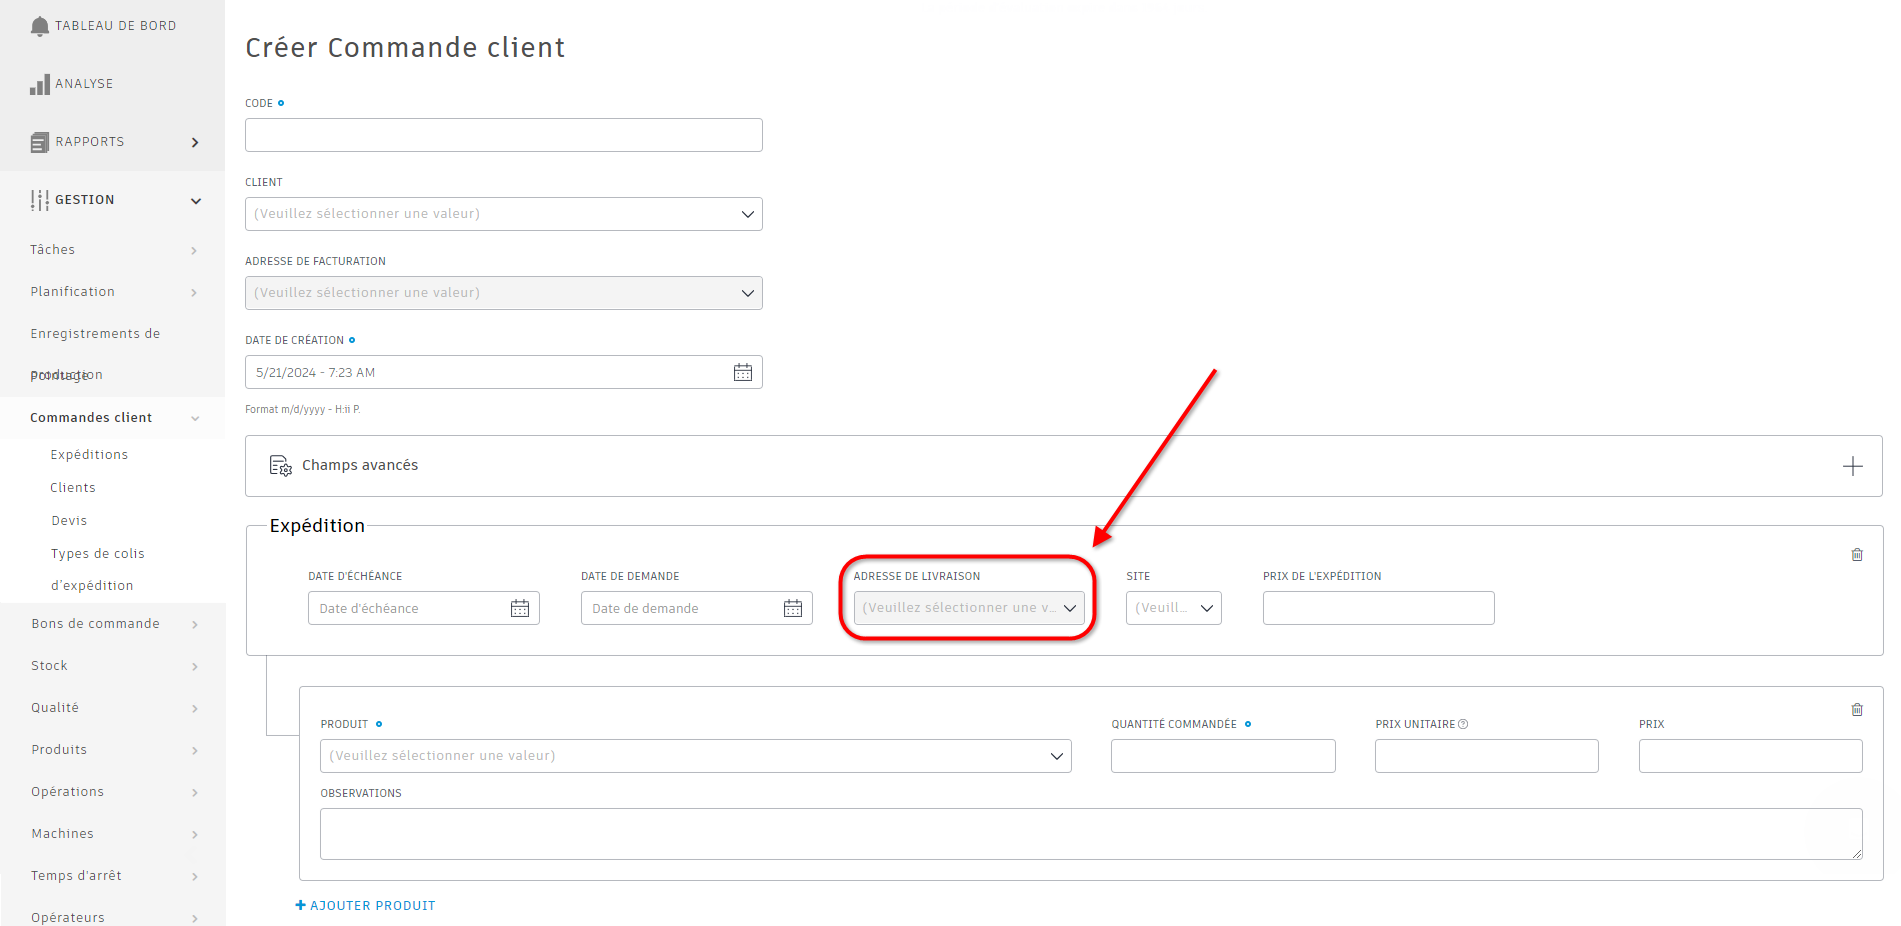 TABLEAU DE BORD
ANALYSE
RAPPORTS
GESTION
Tâches
Planification
Enregistrements de
production
Pointage
Commandes client
Expéditions
Clients
Devis
Types de colis
d'expédition
Bons de commande
Stock
Qualité
Produits
Opérations
Machines
Temps d'arrêt
Opérateurs
Créer Commande client
CODE
CLIENT
(Veuillez sélectionner une valeur)
ADRESSE DE FACTURATION
(Veuillez sélectionner une valeur)
DATE DE CRÉATION
5/21/2024 - 7:23 AM
Format m/d/yyyy - H:ii P.
Champs avancés
Expédition
DATE D'ÉCHÉANCE
Date d'échéance
DATE DE DEMANDE
Date de demande
ADRESSE DE LIVRAISON
(Veuillez sélectionner une v...
SITE
(Veuill...
PRIX DE L'EXPÉDITION
PRODUIT
(Veuillez sélectionner une valeur)
QUANTITÉ COMMANDÉE
PRIX UNITAIRE
PRIX
OBSERVATIONS
+ AJOUTER PRODUIT